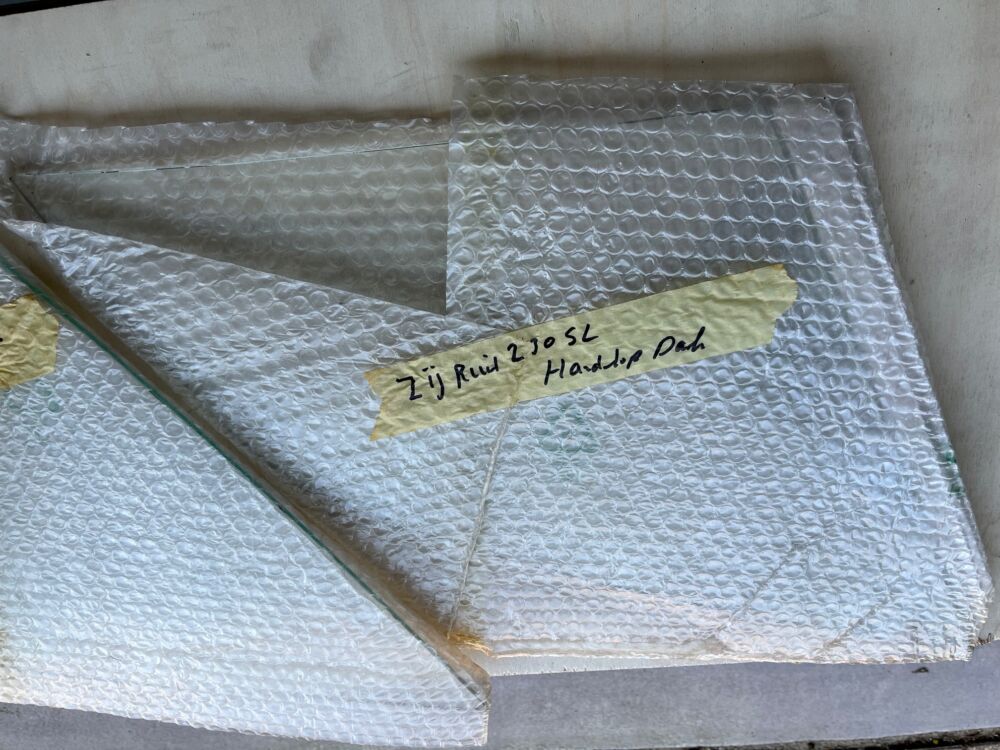 Zij Ruit 230 SL
Hardtop Dak